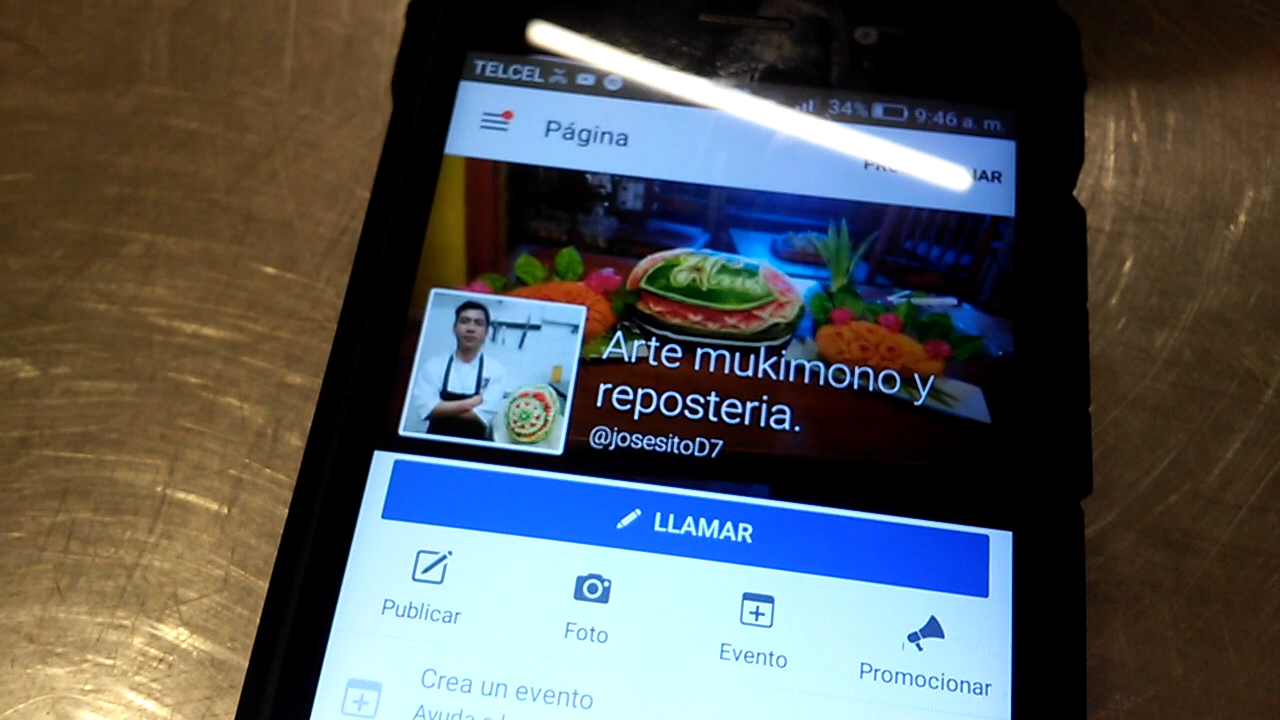 TELCEL 34% 9:46 a. m.
Página
Arte mukimono y
reposteria.
@josesitoD7
LLAMAR
Publicar Foto Evento Promocionar
Crea un evento